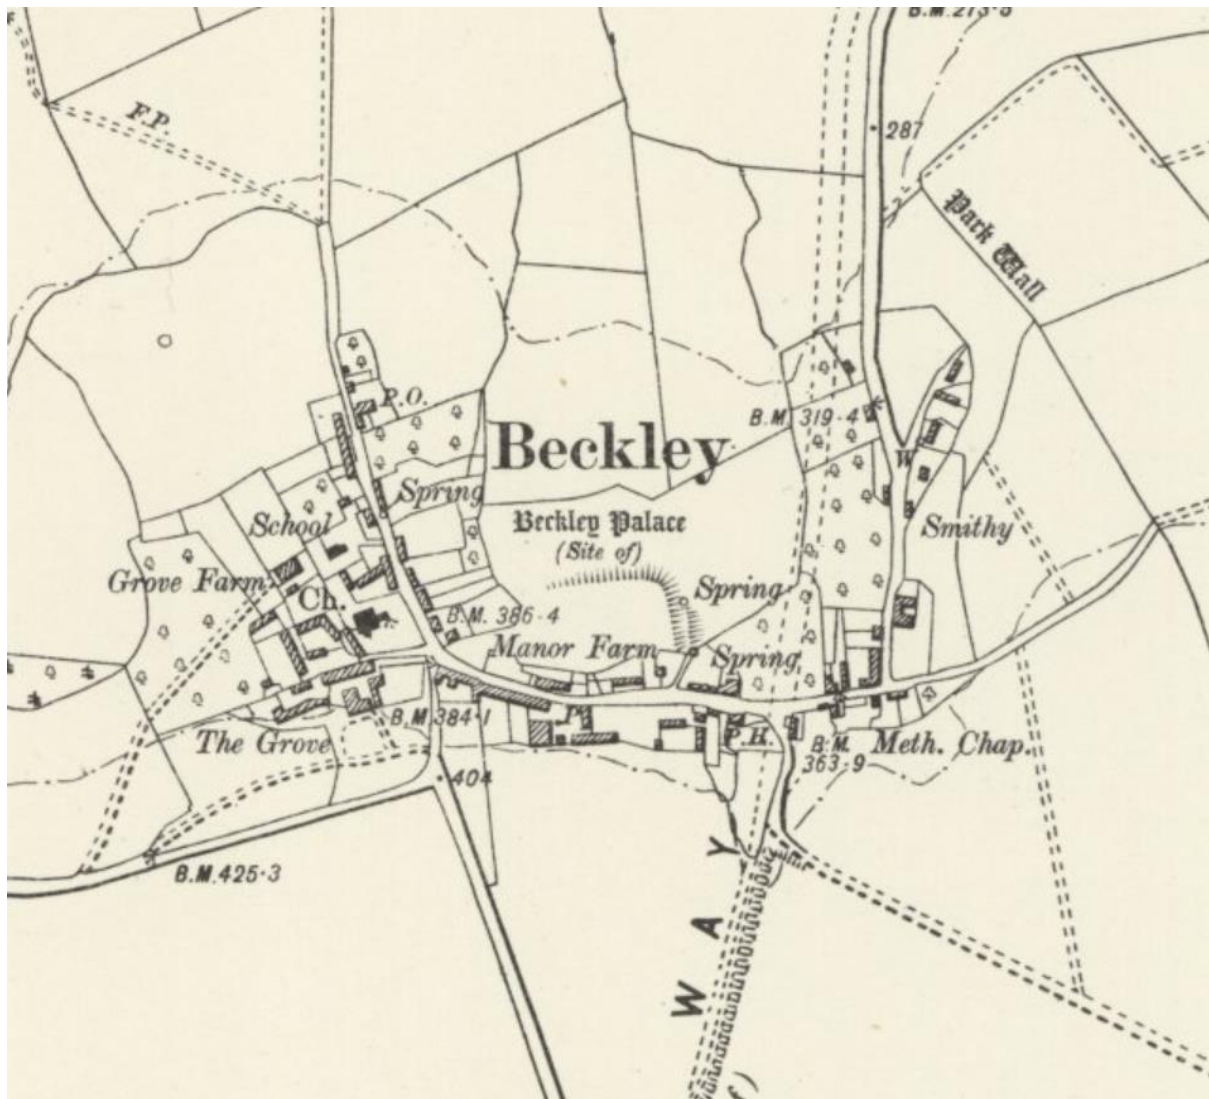 B.M. 273·5
F.P.
287
Park Wall
P.O.
B.M. 319·4
Beckley
W
Spring
School
Beckley Palace
(Site of)
Smithy
Grove Farm
Ch.
Spring
B.M. 386·4
Manor Farm
Spring
B.M. 384·1
The Grove
P.H.
B.M.
363·9
Meth. Chap.
404
B.M. 425·3
W A Y